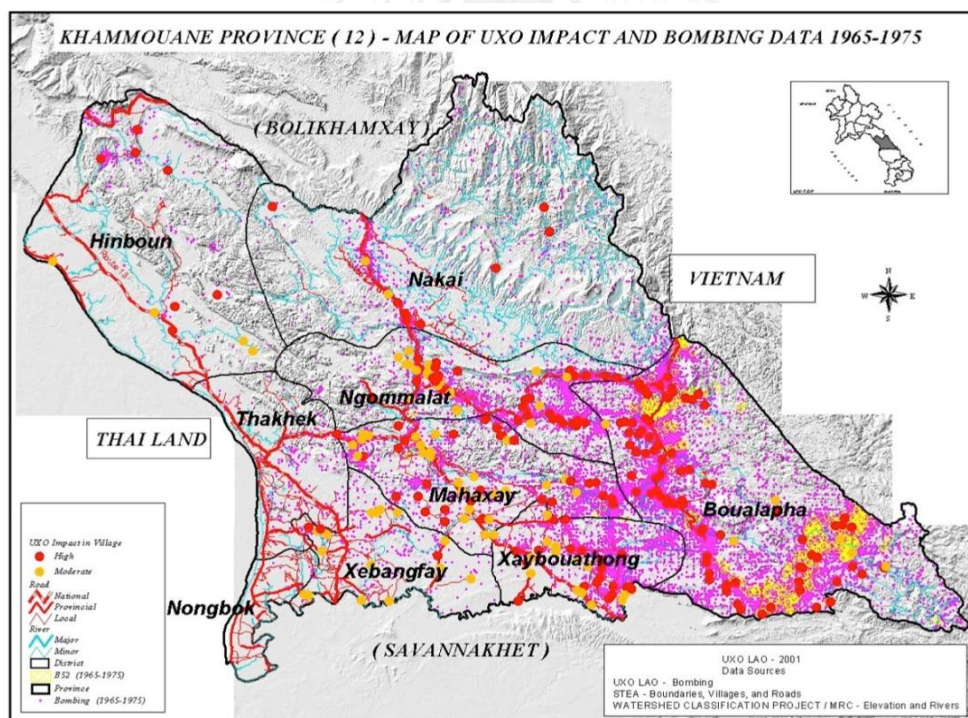 KHAMMOUANE PROVINCE ( 12 ) - MAP OF UXO IMPACT AND BOMBING DATA 1965-1975
( BOLIKHAMXAY )
Hinboun
Nakai
VIETNAM
N
W E
S
Ngommalat
Thakhek
THAI LAND
Mahaxay
Boualapha
Xaybouathong
Xebangfay
Nongbok
( SAVANNAKHET )
UXO Impact in Village
High
Moderate
Road
National
Provincial
Local
River
Major
Minor
District
B52 (1965-1975)
Province
Bombing (1965-1975)
UXO LAO - 2001
Data Sources
UXO LAO - Bombing
STEA - Boundaries, Villages, and Roads
WATERSHED CLASSIFICATION PROJECT / MRC - Elevation and Rivers